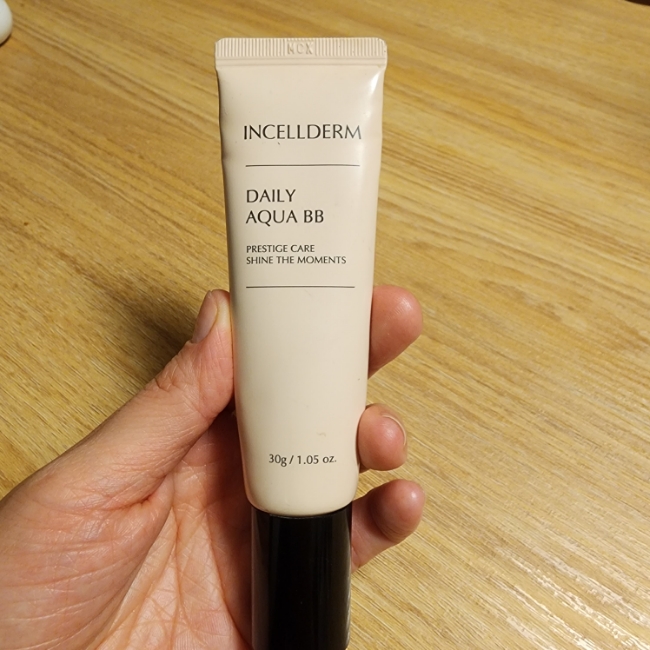 INCELLDERM
DAILY
AQUA BB
PRESTIGE CARE
SHINE THE MOMENTS
30g / 1.05 oz.